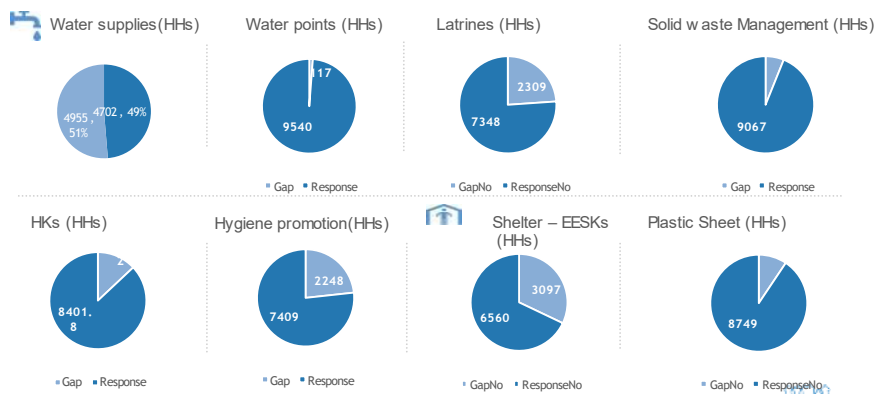 Water supplies(HHs)
4955 ,
51%
4702 , 49%
Water points (HHs)
117
9540
Gap Response
Latrines (HHs)
2309
7348
GapNo ResponseNo
Solid waste Management (HHs)
9067
Gap Response
HKs (HHs)
2
8401.
8
Gap Response
Hygiene promotion(HHs)
2248
7409
Gap Response
Shelter – EESKs
(HHs)
3097
6560
GapNo ResponseNo
Plastic Sheet (HHs)
8749
GapNo ResponseNo